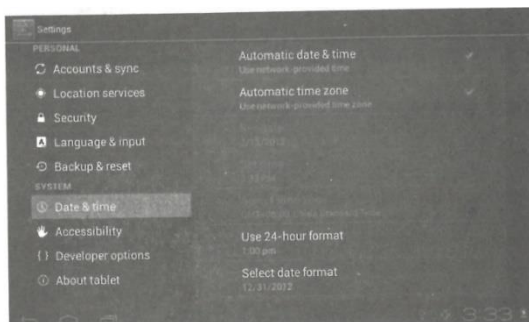 Settings
PERSONAL
Accounts & sync
Location services
Security
Language & input
Backup & reset
SYSTEM
Date & time
Accessibility
Developer options
About tablet
Automatic date & time
Use network-provided time
Automatic time zone
Use network-provided time zone
Use 24-hour format
1:00 pm
Select date format
12/31/2012
3:33